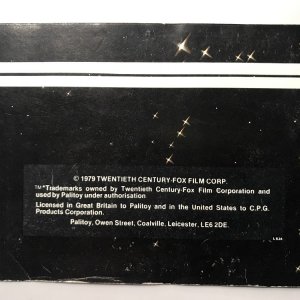 © 1979 TWENTIETH CENTURY-FOX FILM CORP.
™*Trademarks owned by Twentieth Century-Fox Film Corporation and
used by Palitoy under authorisation
Licensed in Great Britain to Palitoy and in the United States to C.P.G.
Products Corporation.
Palitoy, Owen Street, Coalville, Leicester, LE6 2DE.